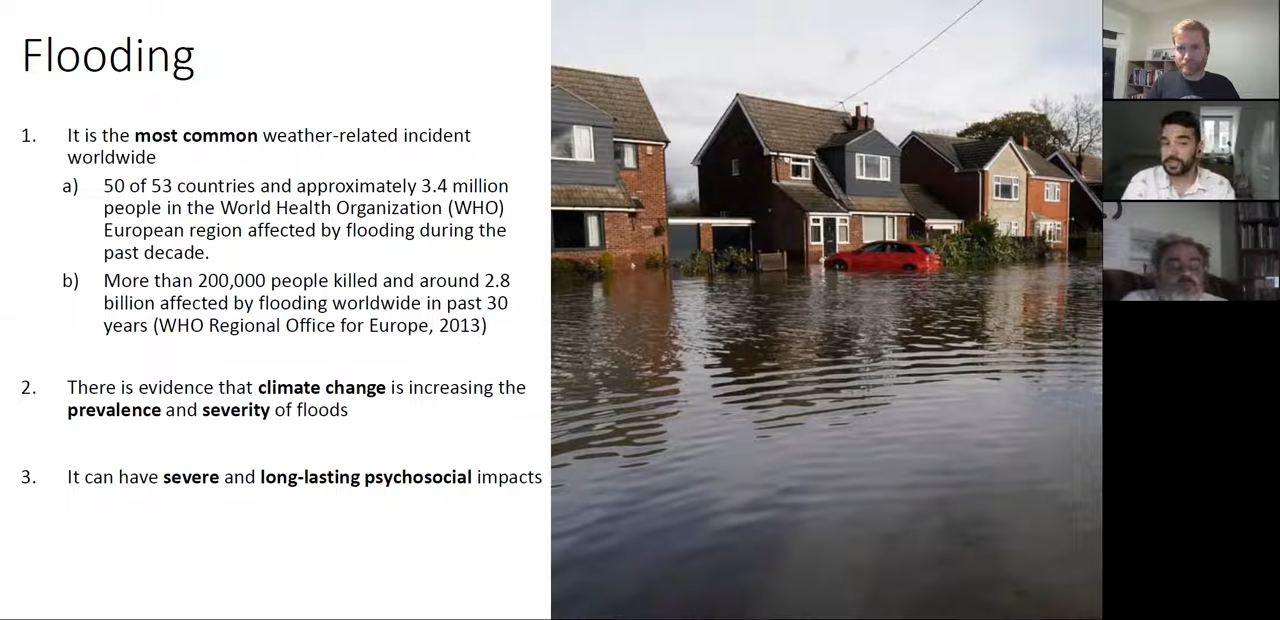 Flooding
1. It is the most common weather-related incident
worldwide
a) 50 of 53 countries and approximately 3.4 million
people in the World Health Organization (WHO)
European region affected by flooding during the
past decade.
b) More than 200,000 people killed and around 2.8
billion affected by flooding worldwide in past 30
years (WHO Regional Office for Europe, 2013)
2. There is evidence that climate change is increasing the
prevalence and severity of floods
3. It can have severe and long-lasting psychosocial impacts